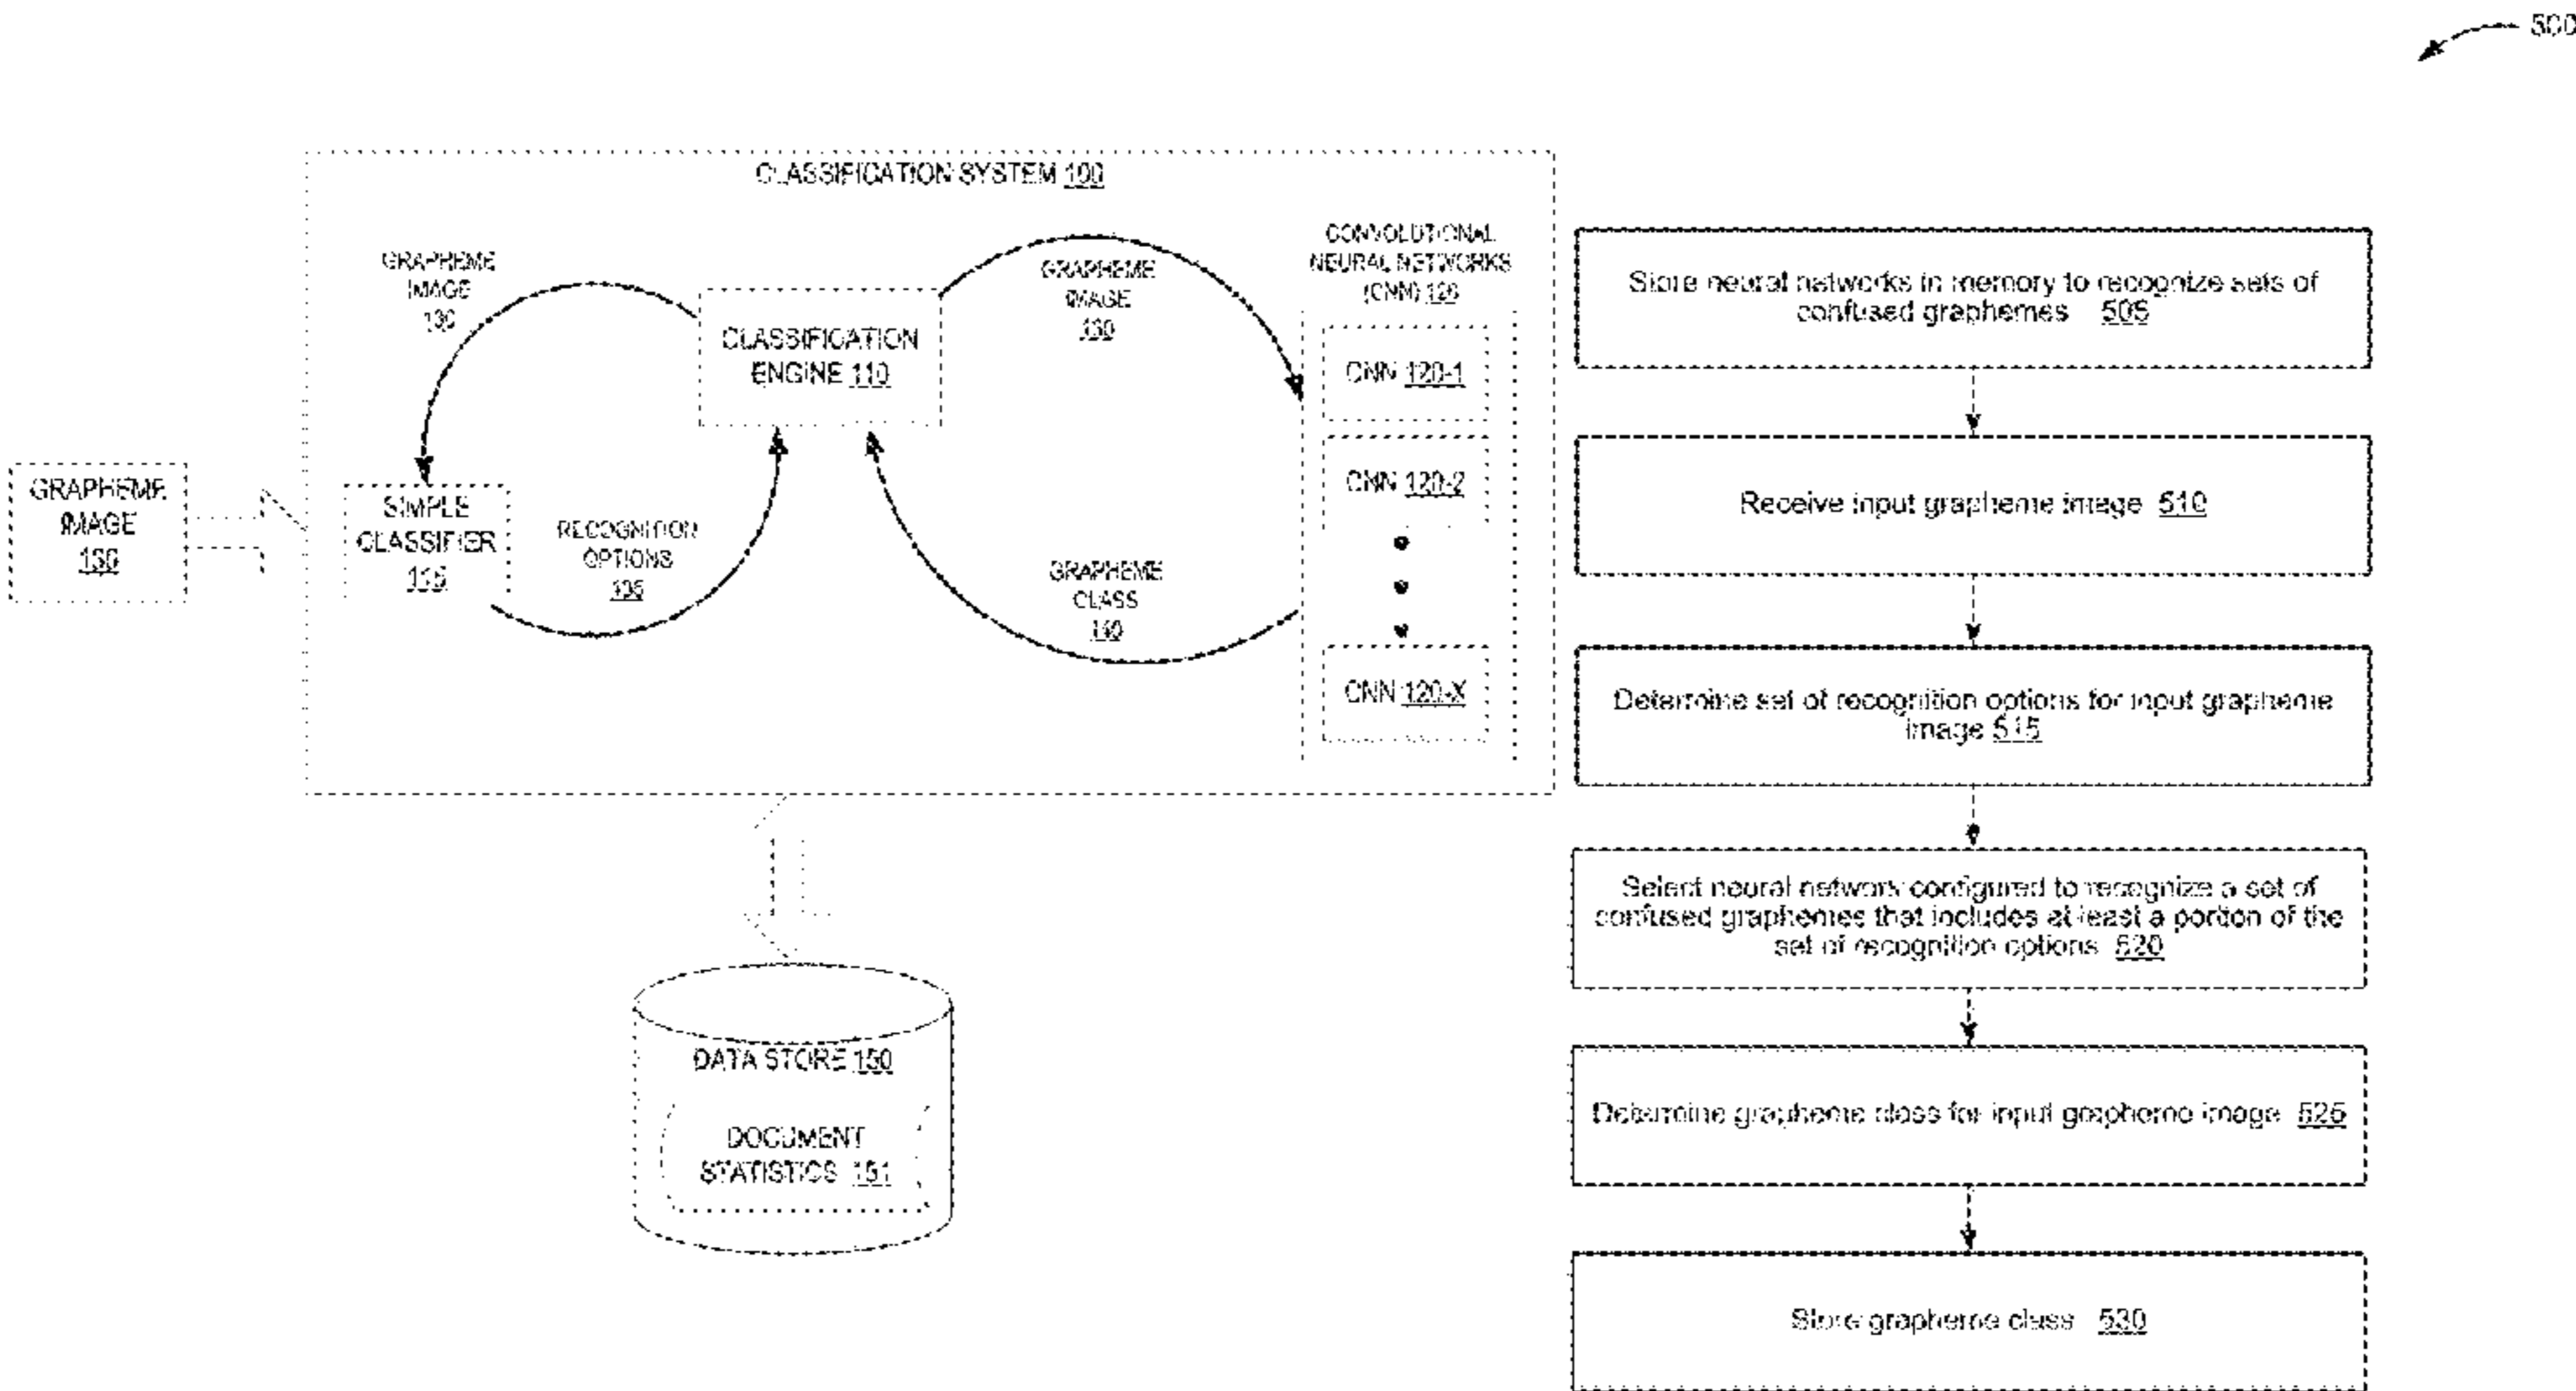 500
CLASSIFICATION SYSTEM 100
GRAPHEME
IMAGE
130
GRAPHEME
IMAGE
130
CLASSIFICATION
ENGINE 110
GRAPHEME
IMAGE
130
CONVOLUTIONAL
NEURAL NETWORKS
(CNN) 120
CNN 120-1
CNN 120-2
CNN 120-X
SIMPLE
CLASSIFIER
115
RECOGNITION
OPTIONS
135
GRAPHEME
CLASS
140
DATA STORE 150
DOCUMENT
STATISTICS 151
Store neural networks in memory to recognize sets of
confused graphemes 505
Receive input grapheme image 510
Determine set of recognition options for input grapheme
image 515
Select neural network configured to recognize a set of
confused graphemes that includes at least a portion of the
set of recognition options 520
Determine grapheme class for input grapheme image 525
Store grapheme class 530